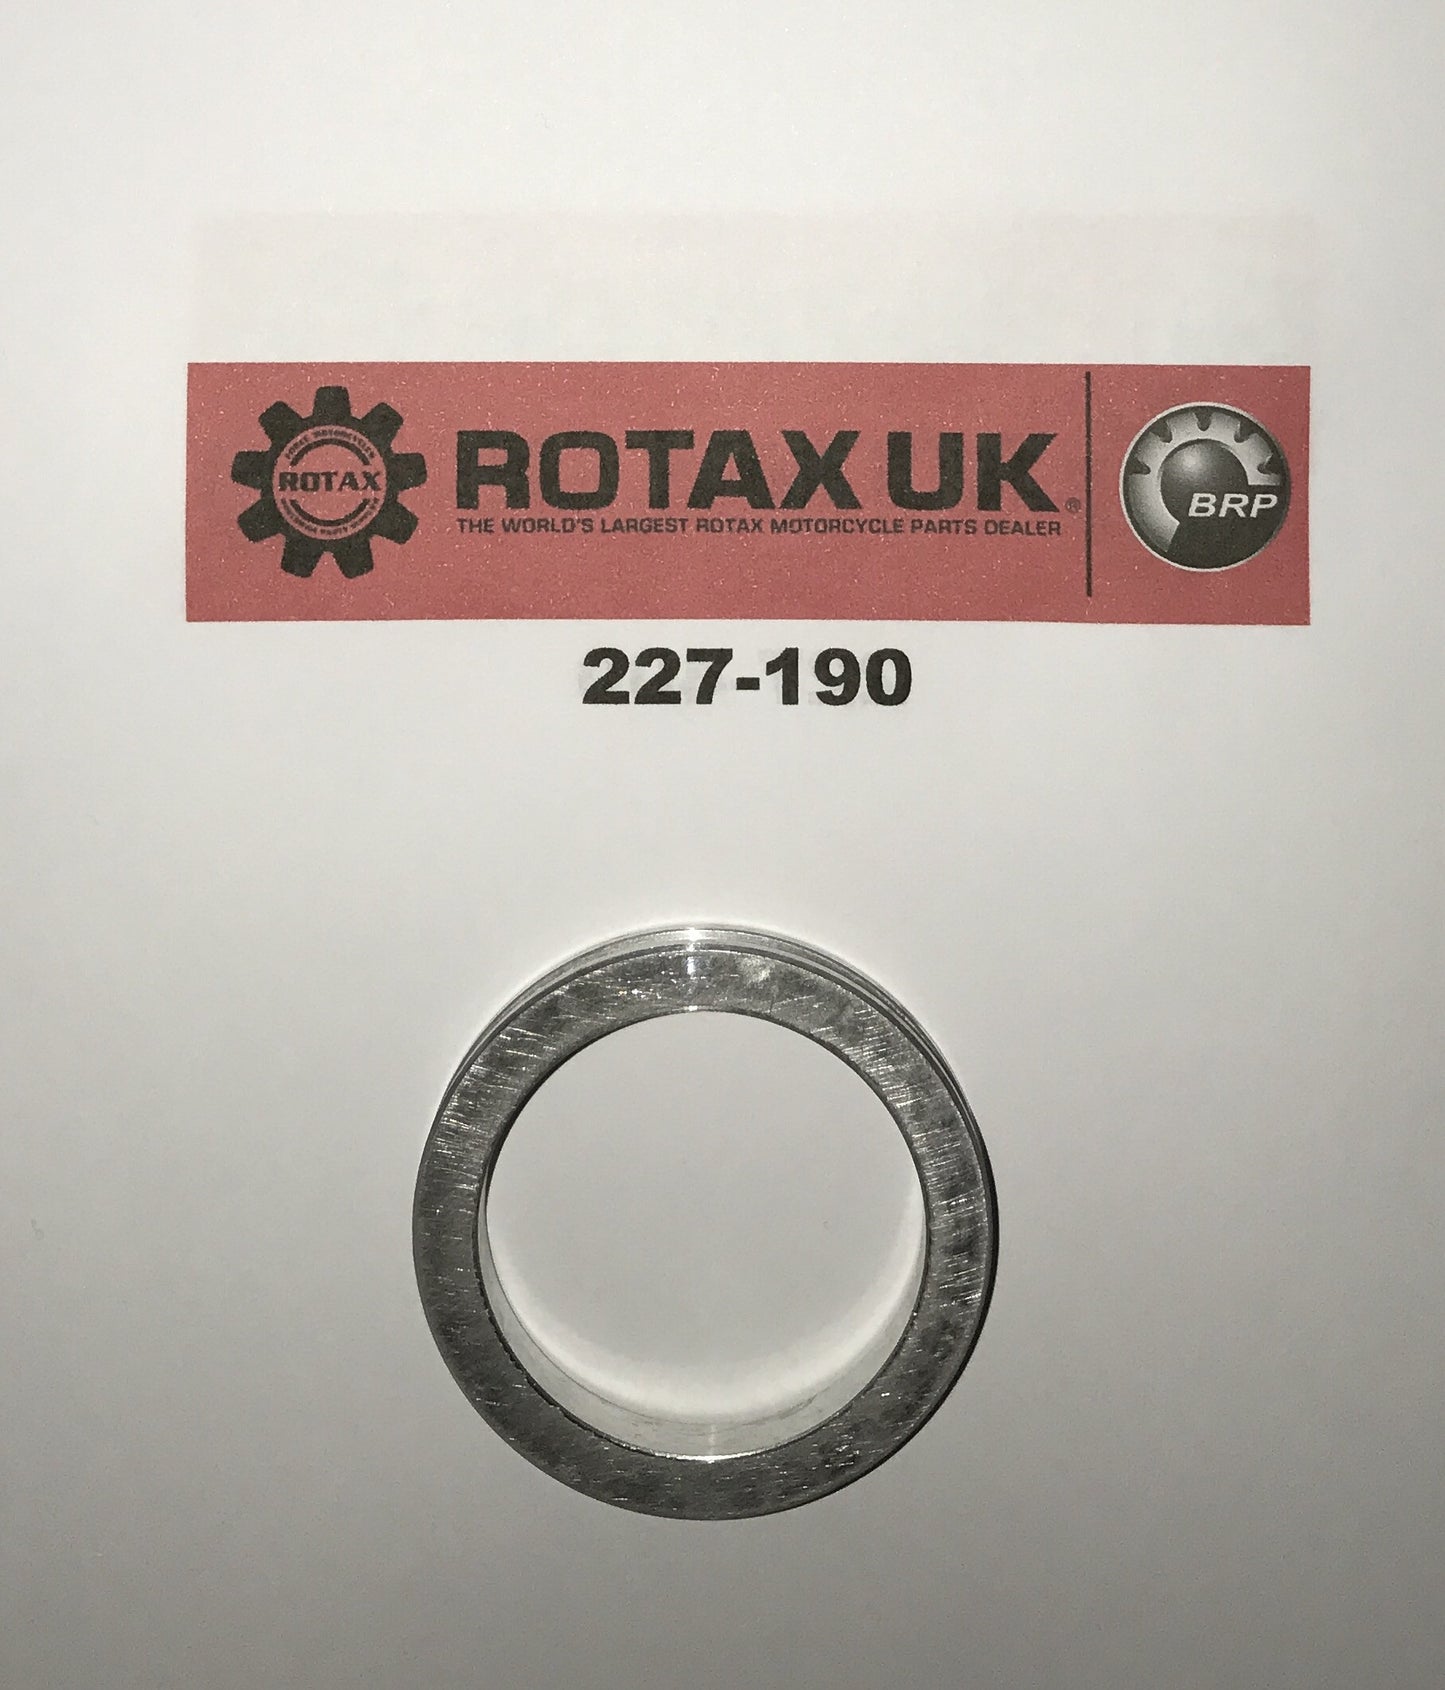 ROTAX
ROTAX UK®
THE WORLD'S LARGEST ROTAX MOTORCYCLE PARTS DEALER
BRP
227-190